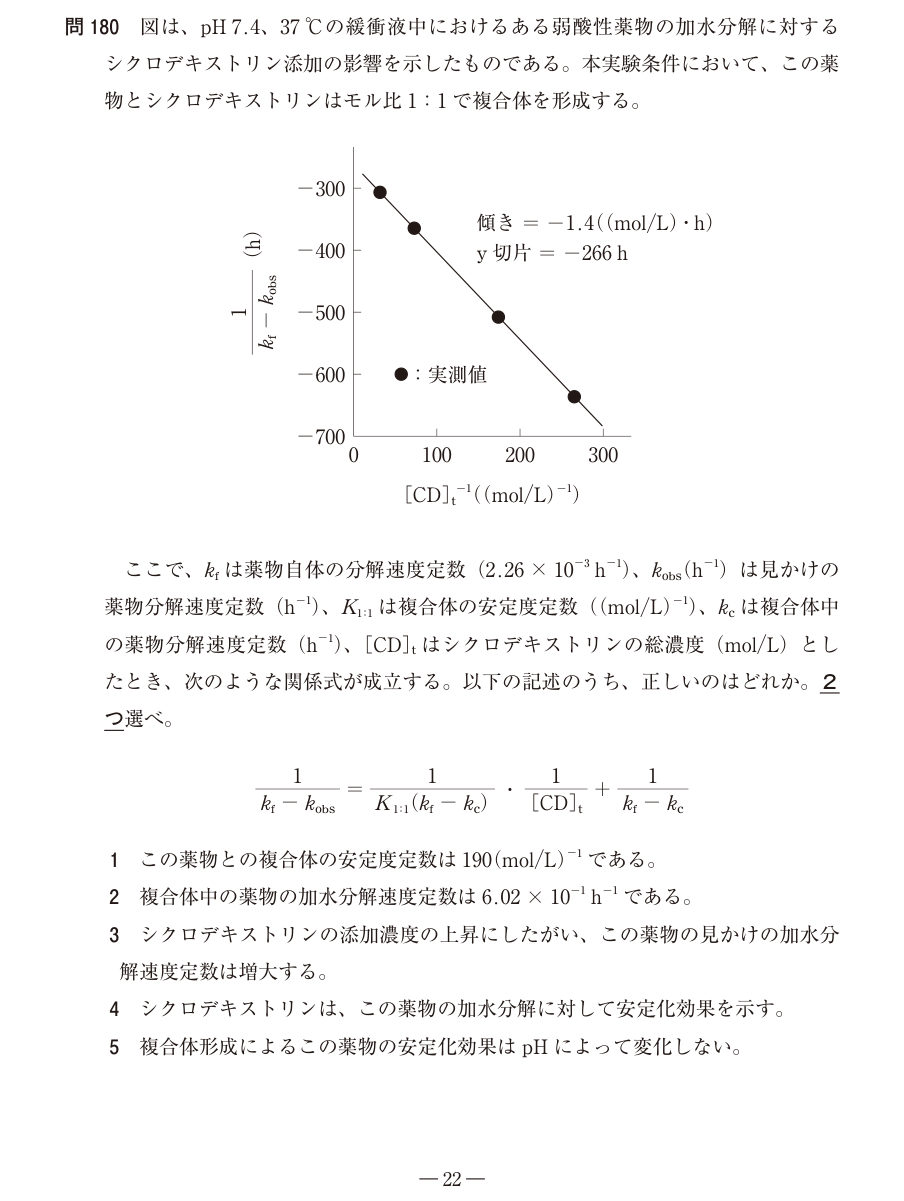 問 180　図は、pH 7.4、37 ℃の緩衝液中におけるある弱酸性薬物の加水分解に対する
シクロデキストリン添加の影響を示したものである。本実験条件において、この薬
物とシクロデキストリンはモル比 1：1 で複合体を形成する。
−300
−400
−500
−600
−700
0 100 200 300
1
k_f − k_obs
(h)
傾き ＝ −1.4((mol/L)・h)
y 切片 ＝ −266 h
●：実測値
[CD]_t⁻¹((mol/L)⁻¹)
ここで、k_f は薬物自体の分解速度定数（2.26 × 10⁻³ h⁻¹）、k_obs(h⁻¹) は見かけの
薬物分解速度定数（h⁻¹）、K_1:1 は複合体の安定度定数（(mol/L)⁻¹）、k_c は複合体中
の薬物分解速度定数（h⁻¹）、[CD]_t はシクロデキストリンの総濃度（mol/L）とし
たとき、次のような関係式が成立する。以下の記述のうち、正しいのはどれか。2
つ選べ。
1/(k_f − k_obs) = 1/(K_1:1(k_f − k_c)) ・ 1/[CD]_t + 1/(k_f − k_c)
1　この薬物との複合体の安定度定数は 190(mol/L)⁻¹ である。
2　複合体中の薬物の加水分解速度定数は 6.02 × 10⁻¹ h⁻¹ である。
3　シクロデキストリンの添加濃度の上昇にしたがい、この薬物の見かけの加水分
解速度定数は増大する。
4　シクロデキストリンは、この薬物の加水分解に対して安定化効果を示す。
5　複合体形成によるこの薬物の安定化効果は pH によって変化しない。
— 22 —